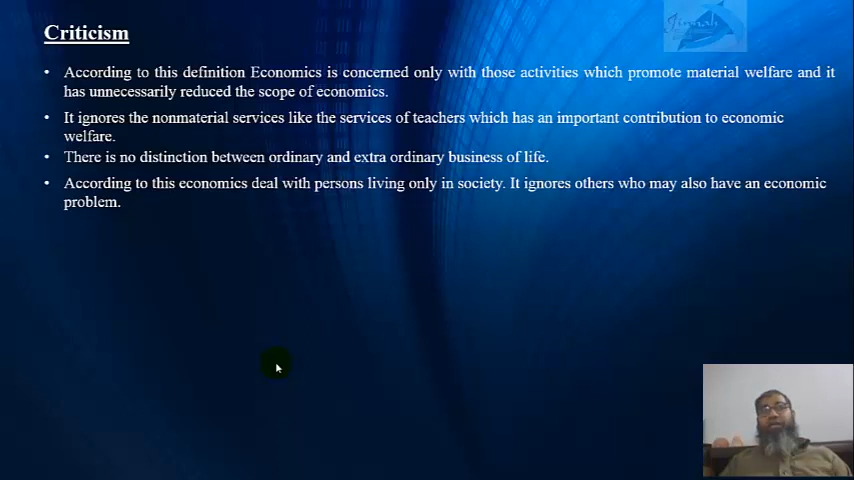 Criticism
Jinnah
• According to this definition Economics is concerned only with those activities which promote material welfare and it
has unnecessarily reduced the scope of economics.
• It ignores the nonmaterial services like the services of teachers which has an important contribution to economic
welfare.
• There is no distinction between ordinary and extra ordinary business of life.
• According to this economics deal with persons living only in society. It ignores others who may also have an economic
problem.